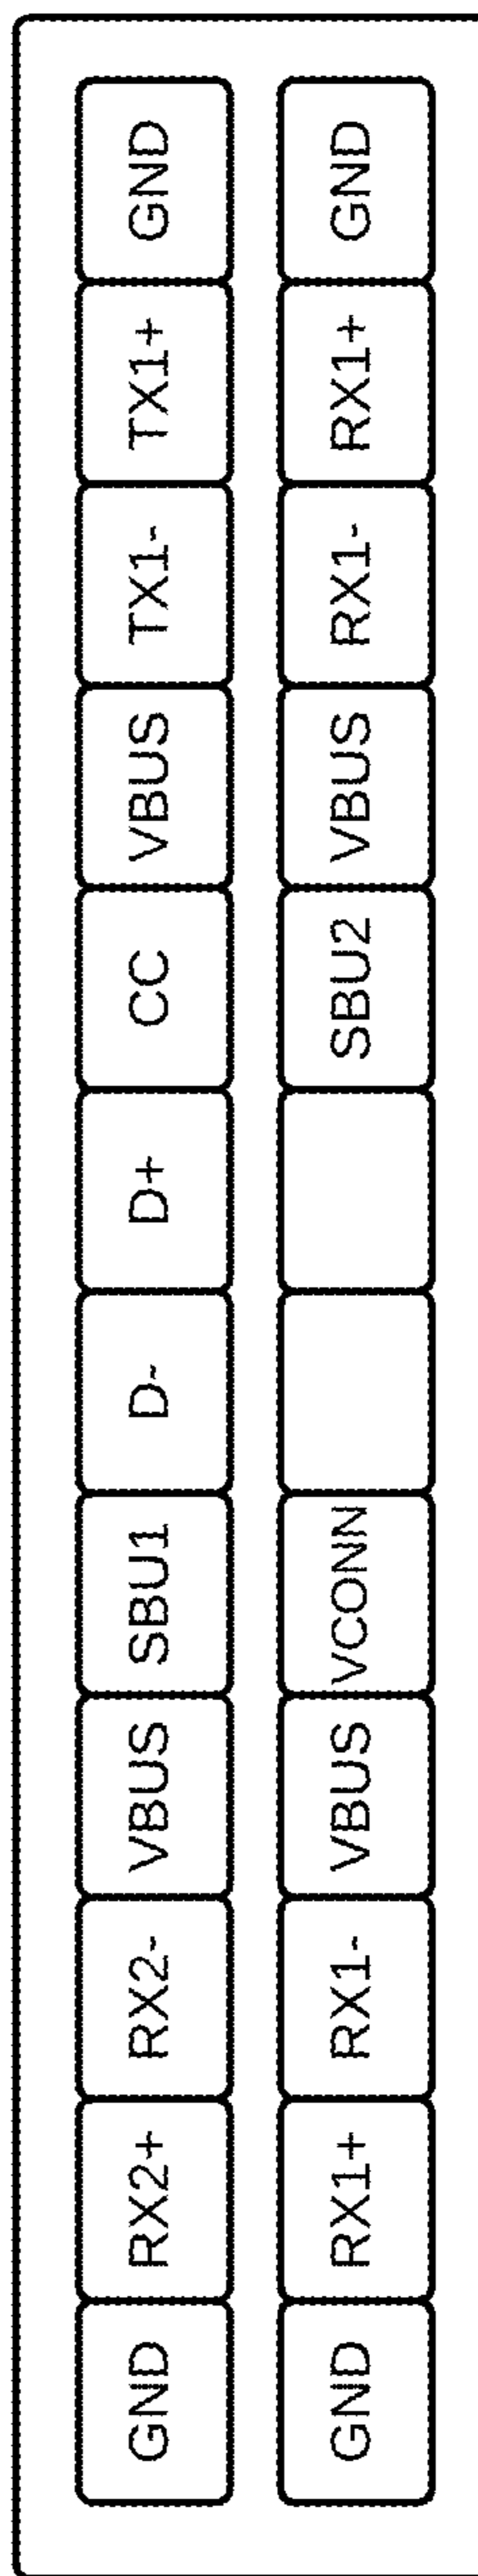 GND RX2+ RX2- VBUS SBU1 D- D+ CC VBUS TX1- TX1+ GND
GND RX1+ RX1- VBUS VCONN SBU2 VBUS RX1- RX1+ GND